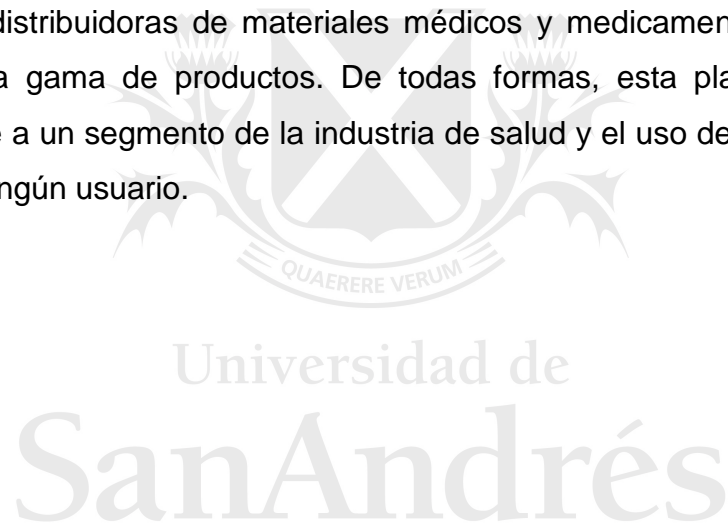 distribuidoras de materiales médicos y medicamen
a gama de productos. De todas formas, esta pla
a un segmento de la industria de salud y el uso de
ngún usuario.
QUAERERE VERUM
Universidad de
SanAndrés